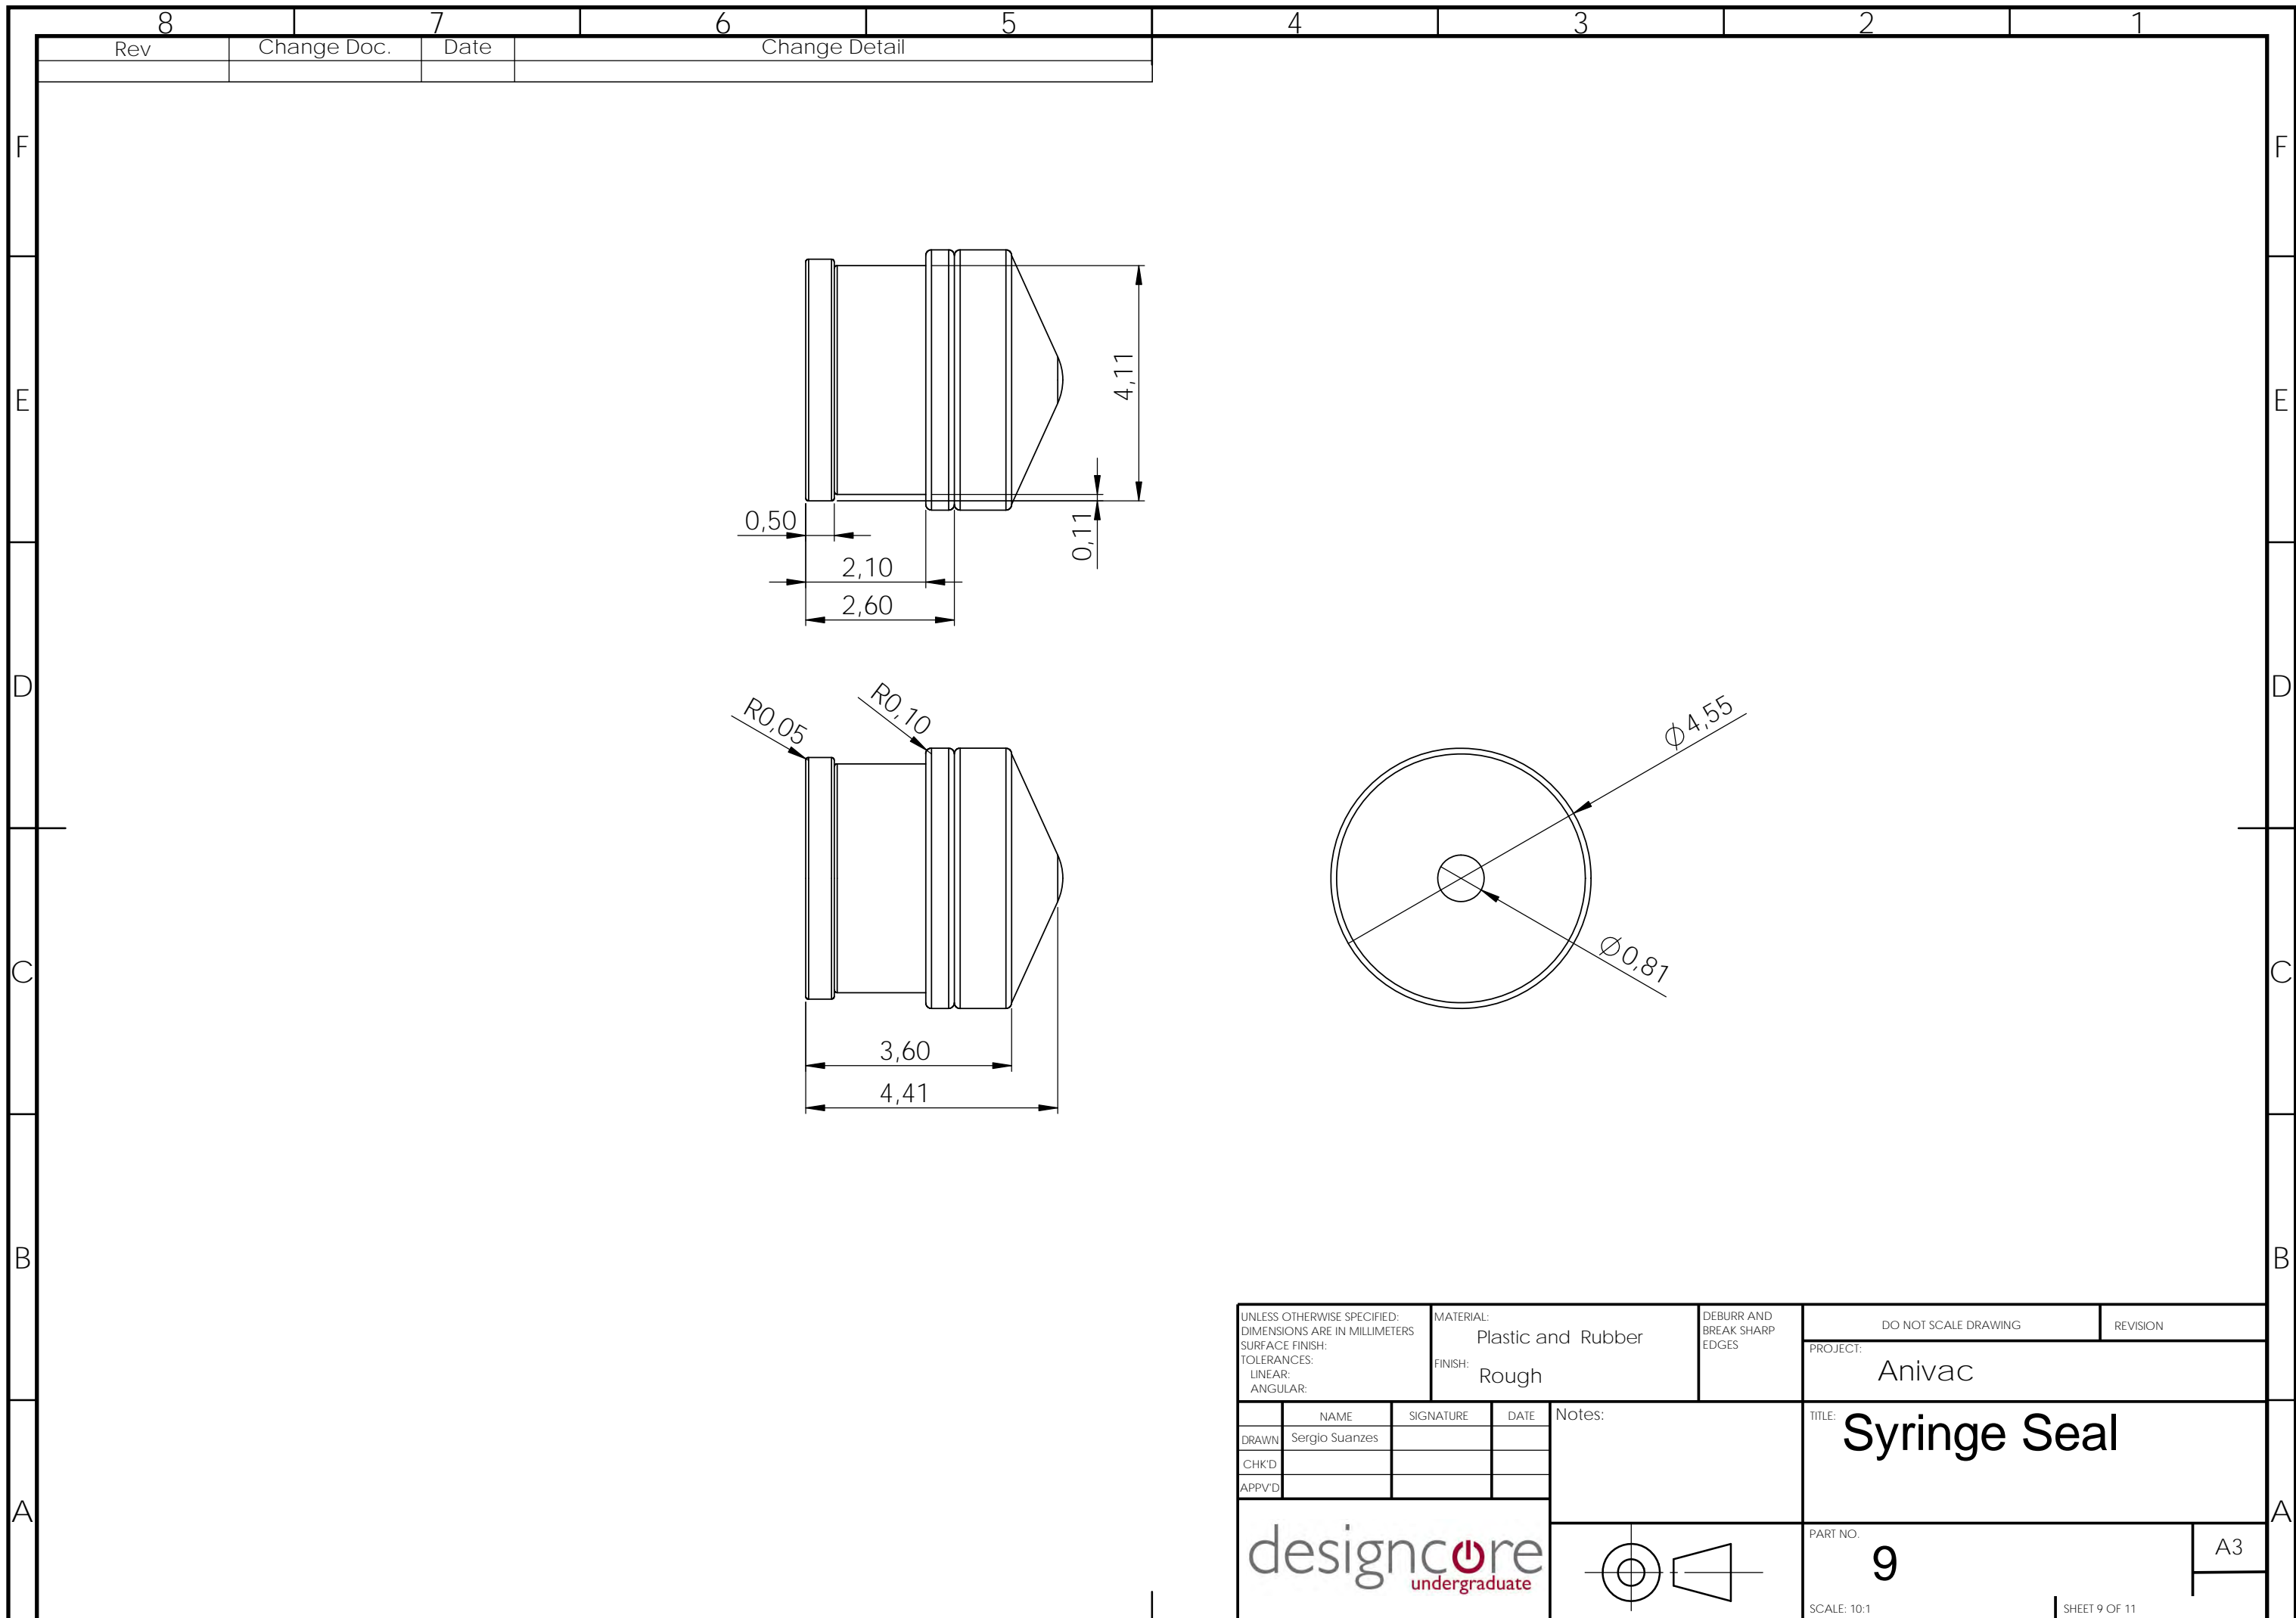 8 7 6 5 4 3 2 1
Rev Change Doc. Date Change Detail
F F
E E
D D
C C
B B
A A
4,11
0,11
0,50
2,10
2,60
R0,05
R0,10
3,60
4,41
∅4,55
∅0,81
UNLESS OTHERWISE SPECIFIED:
DIMENSIONS ARE IN MILLIMETERS
SURFACE FINISH:
TOLERANCES:
LINEAR:
ANGULAR:
MATERIAL:
Plastic and Rubber
FINISH: Rough
DEBURR AND
BREAK SHARP
EDGES
DO NOT SCALE DRAWING
REVISION
PROJECT:
Anivac
NAME SIGNATURE DATE
DRAWN Sergio Suanzes
CHK'D
APPV'D
Notes:
TITLE: Syringe Seal
designcore
undergraduate
PART NO.
9
A3
SCALE: 10:1
SHEET 9 OF 11